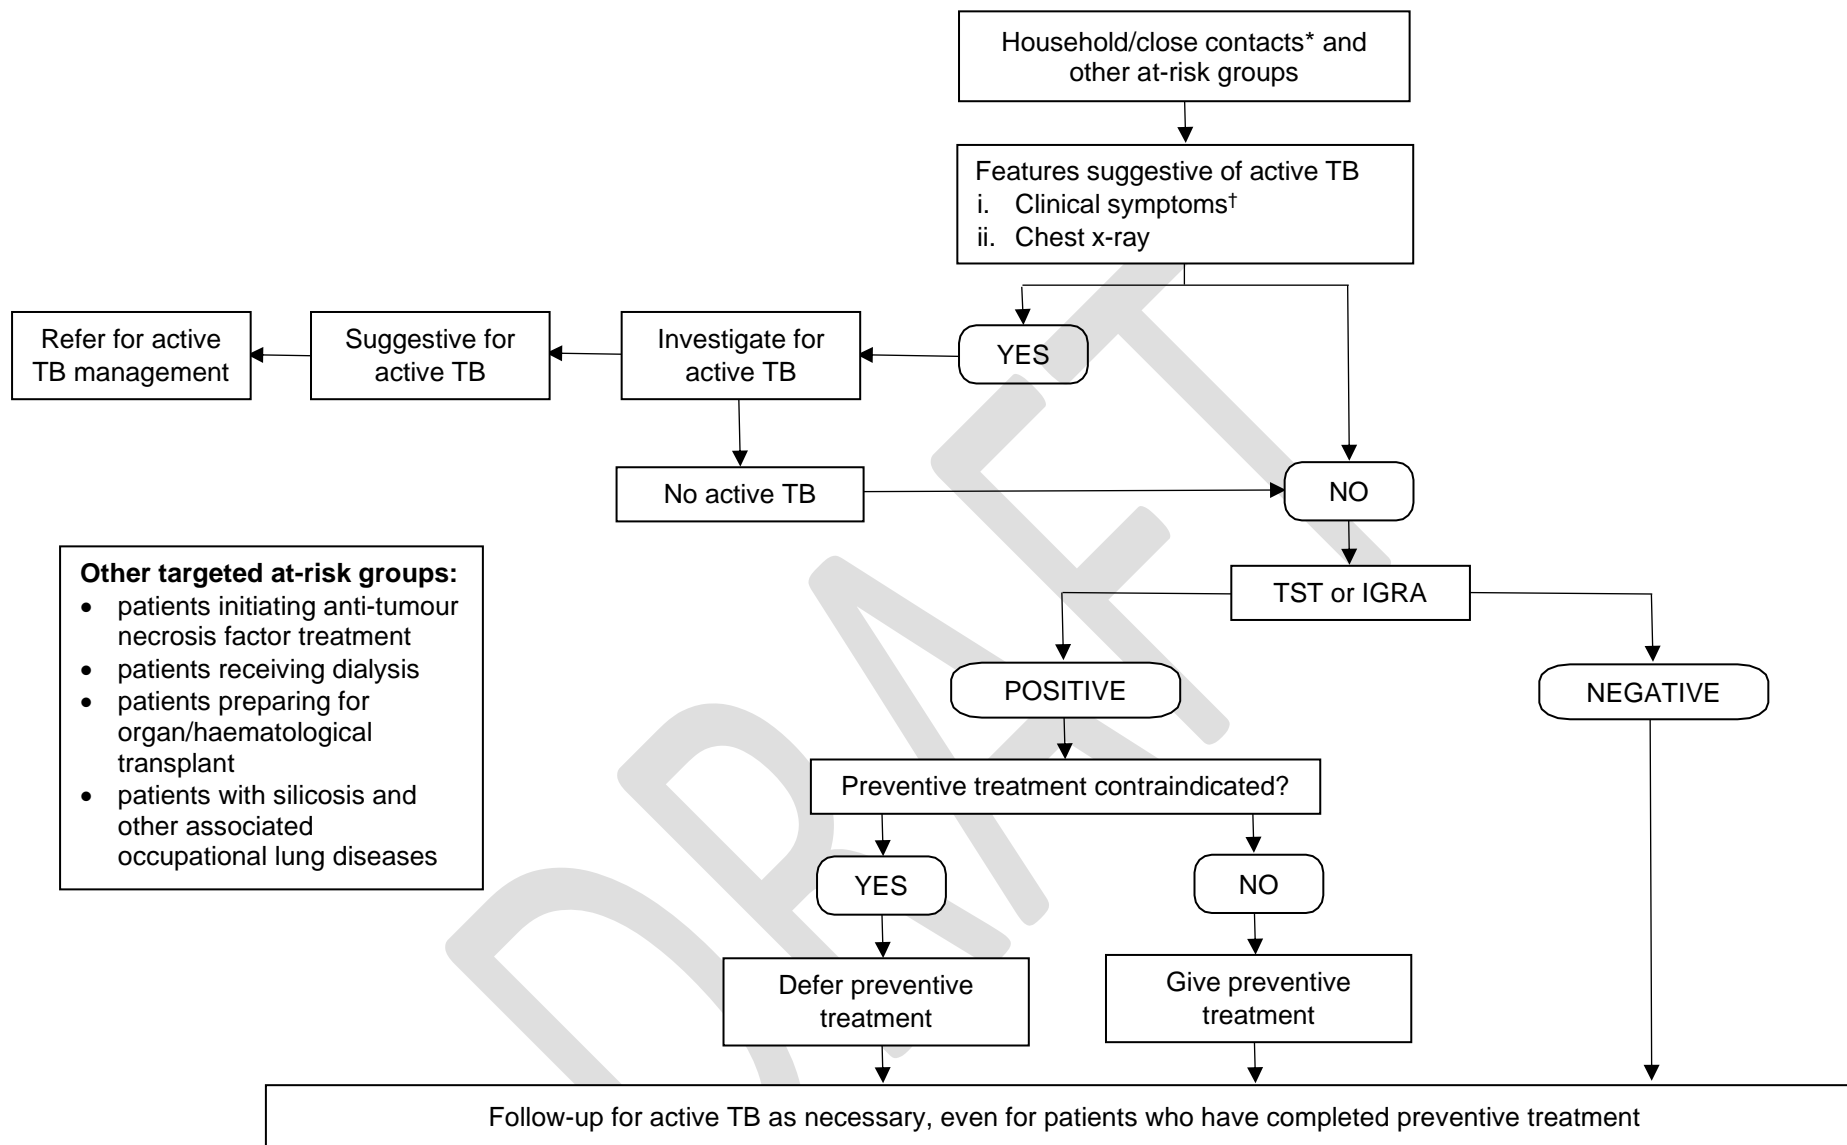 Household/close contacts* and
other at-risk groups
Features suggestive of active TB
i. Clinical symptoms†
ii. Chest x-ray
Refer for active
TB management
Suggestive for
active TB
Investigate for
active TB
YES
No active TB
NO
Other targeted at-risk groups:
• patients initiating anti-tumour
necrosis factor treatment
• patients receiving dialysis
• patients preparing for
organ/haematological
transplant
• patients with silicosis and
other associated
occupational lung diseases
TST or IGRA
POSITIVE
NEGATIVE
Preventive treatment contraindicated?
YES
NO
Defer preventive
treatment
Give preventive
treatment
Follow-up for active TB as necessary, even for patients who have completed preventive treatment
DRAFT